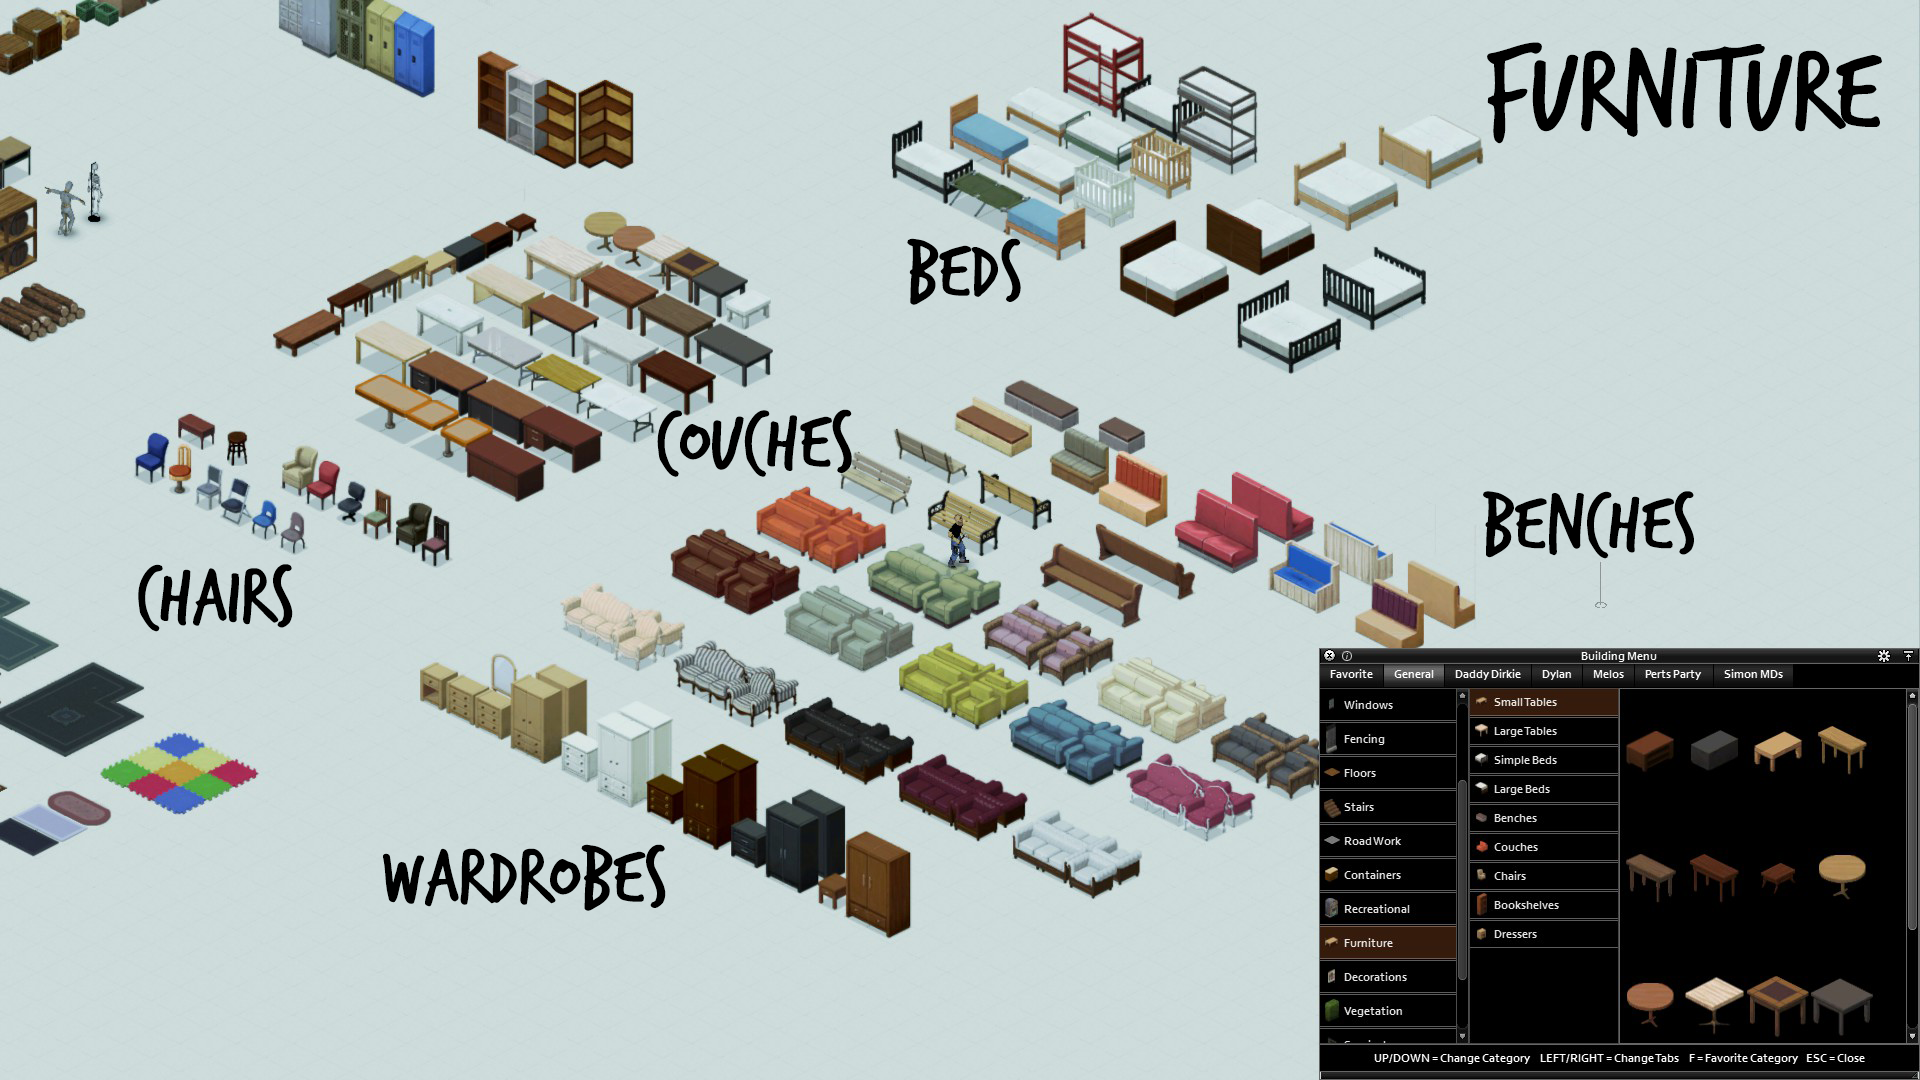 FURNITURE
BEDS
COUCHES
BENCHES
CHAIRS
WARDROBES
Building Menu
Favorite General Daddy Dirkie Dylan Melos Perts Party Simon MDs
Windows
Fencing
Floors
Stairs
Road Work
Containers
Recreational
Furniture
Decorations
Vegetation
Small Tables
Large Tables
Simple Beds
Large Beds
Benches
Couches
Chairs
Bookshelves
Dressers
UP/DOWN = Change Category LEFT/RIGHT = Change Tabs F = Favorite Category ESC = Close